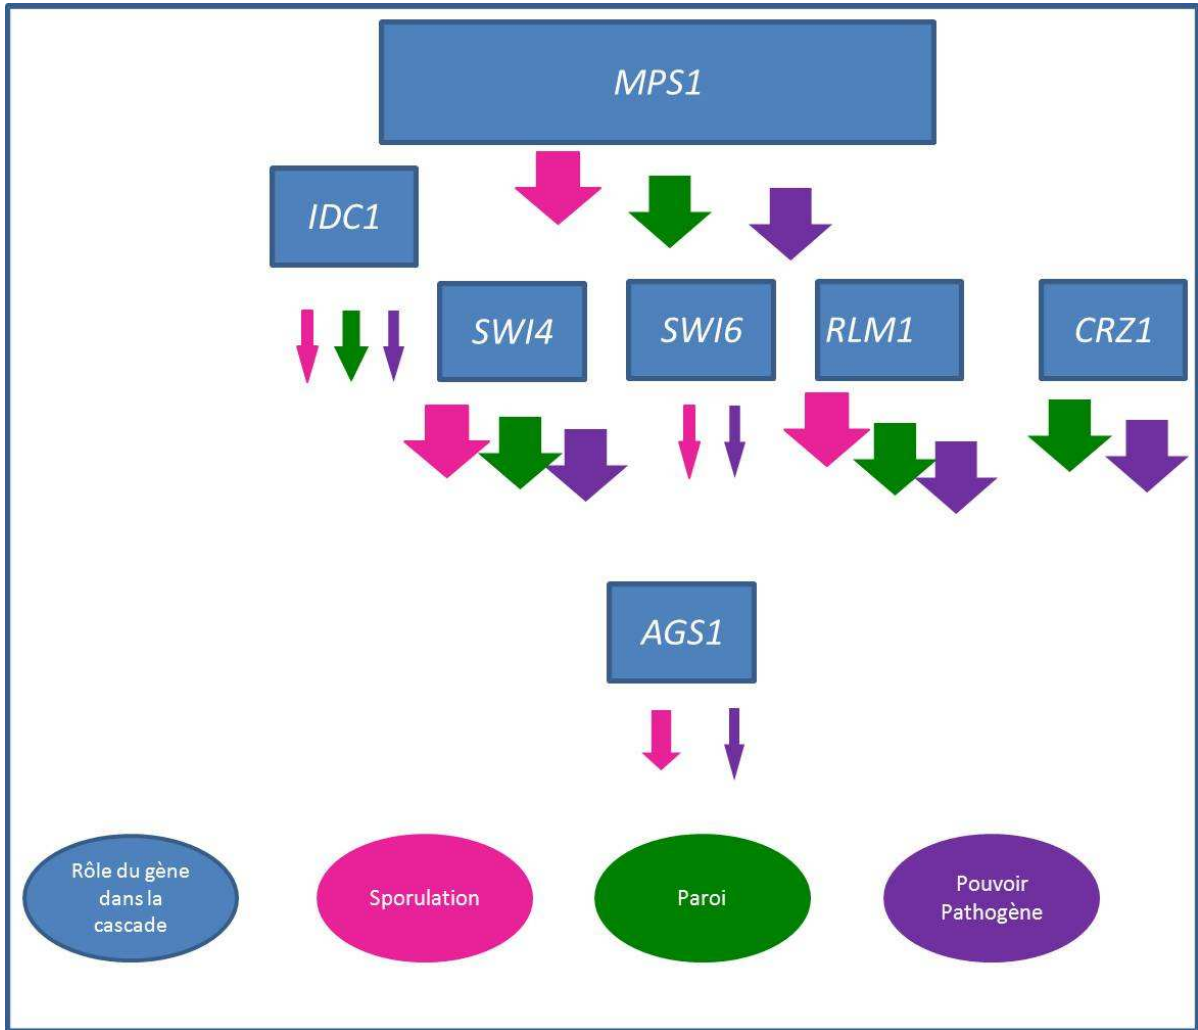 MPS1
IDC1
SWI4
SWI6
RLM1
CRZ1
AGS1
Rôle du gène
dans la
cascade
Sporulation
Paroi
Pouvoir
Pathogène